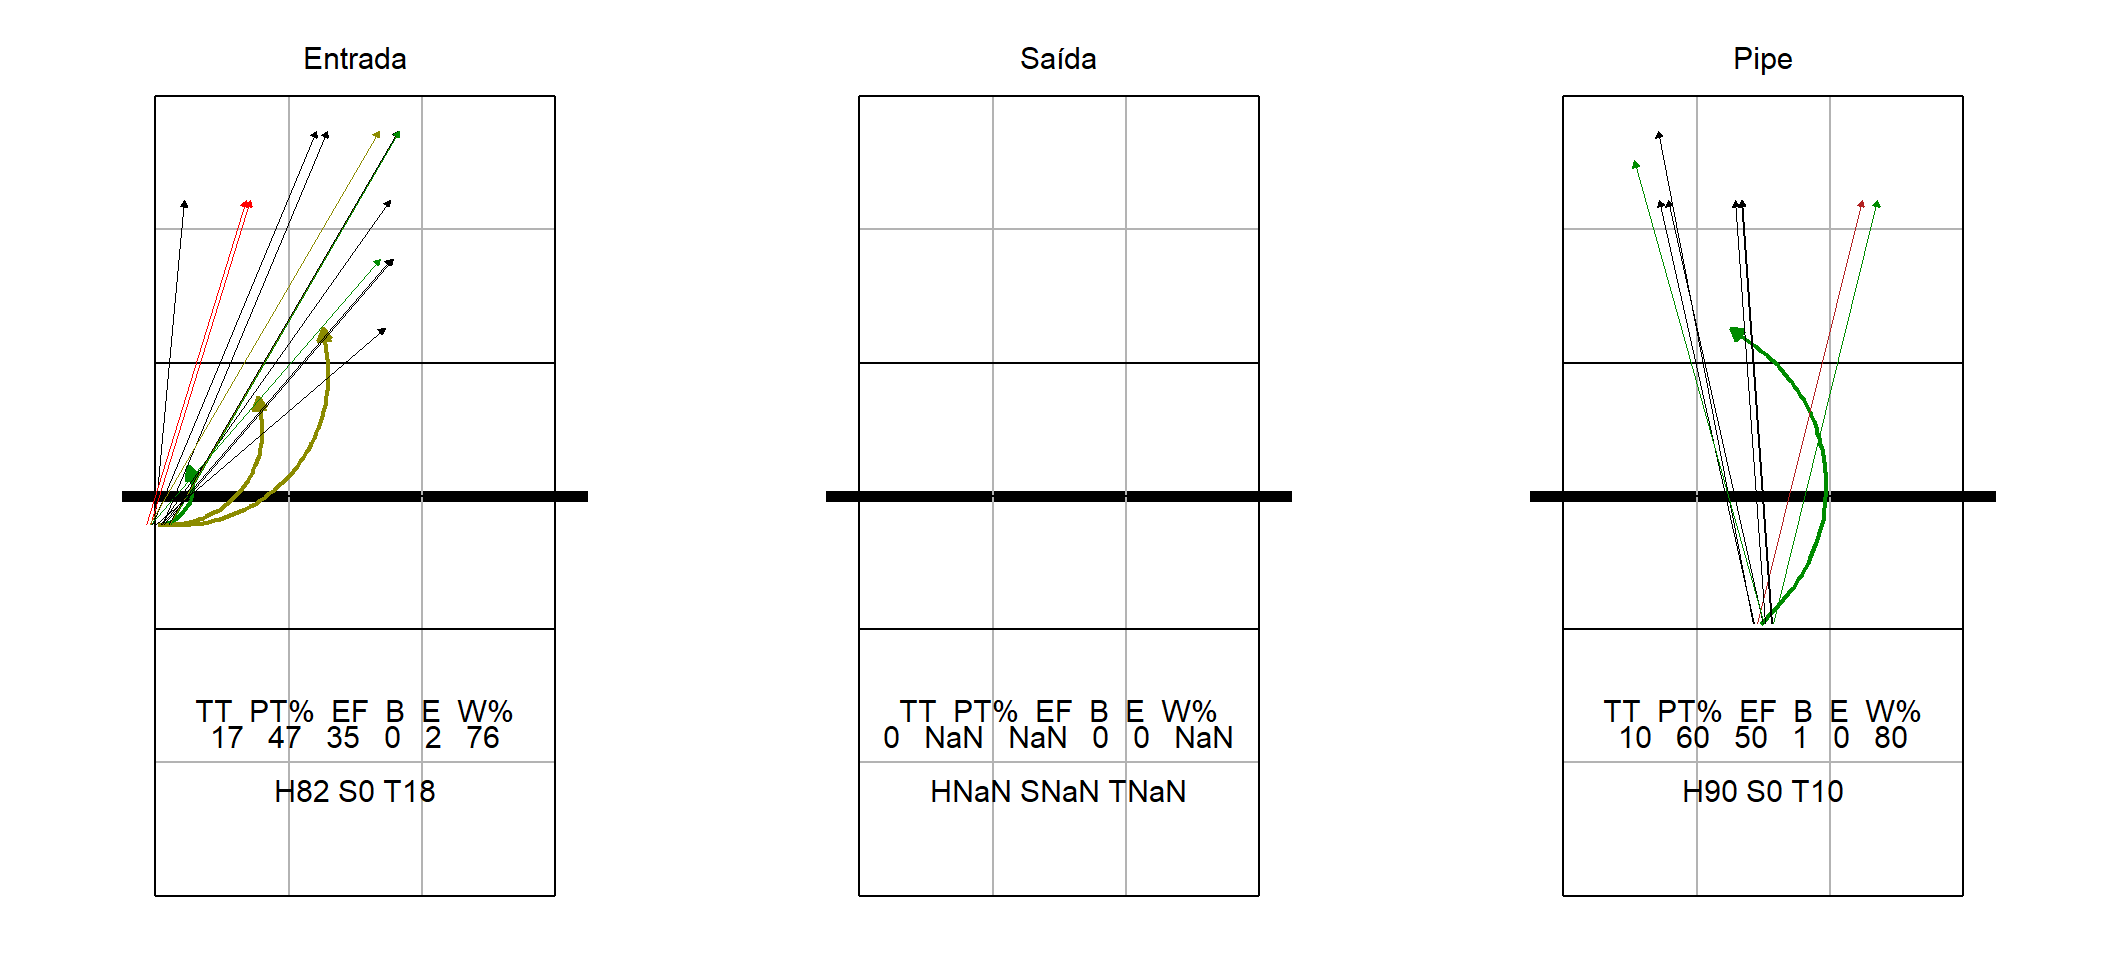 Entrada
TT PT% EF B E W%
17 47 35 0 2 76
H82 S0 T18
Saída
TT PT% EF B E W%
0 NaN NaN 0 0 NaN
HNaN SNaN TNaN
Pipe
TT PT% EF B E W%
10 60 50 1 0 80
H90 S0 T10